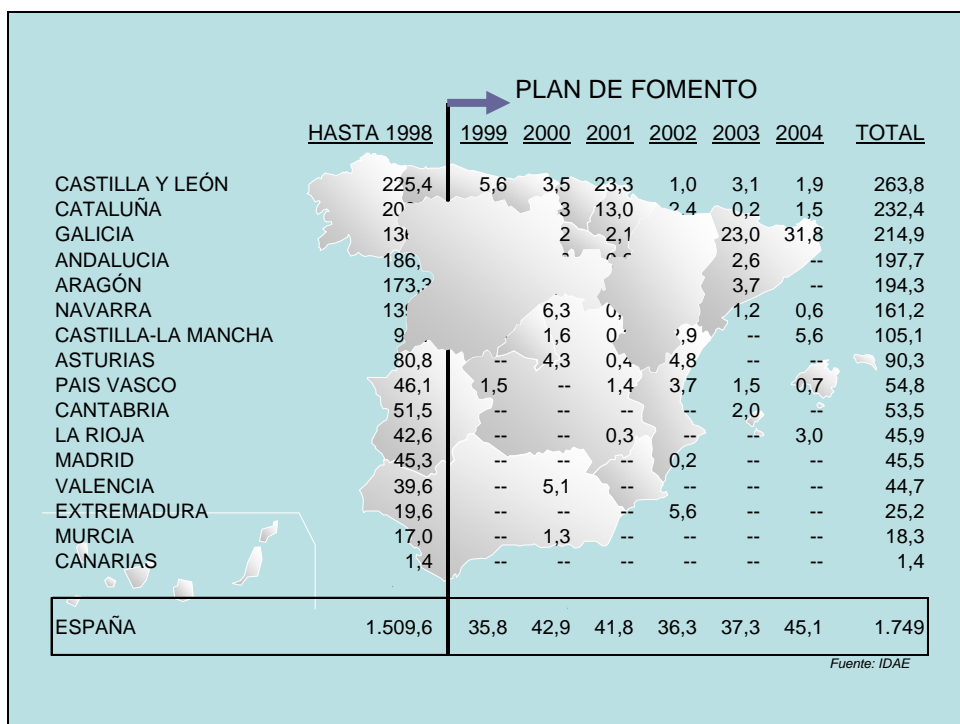 PLAN DE FOMENTO
HASTA 1998 1999 2000 2001 2002 2003 2004 TOTAL
CASTILLA Y LEÓN 225,4 5,6 3,5 23,3 1,0 3,1 1,9 263,8
CATALUÑA 13,0 0,2 1,5 232,4
GALICIA 2,1 23,0 31,8 214,9
ANDALUCIA 2,6 -- 197,7
ARAGÓN 173,3 3,7 -- 194,3
NAVARRA 6,3 1,2 0,6 161,2
CASTILLA-LA MANCHA 1,6 -- 5,6 105,1
ASTURIAS 80,8 -- 4,3 0,4 4,8 -- -- 90,3
PAIS VASCO 46,1 1,5 -- 1,4 3,7 1,5 0,7 54,8
CANTABRIA 51,5 -- -- -- -- 2,0 -- 53,5
LA RIOJA 42,6 -- -- 0,3 -- -- 3,0 45,9
MADRID 45,3 -- -- -- 0,2 -- -- 45,5
VALENCIA 39,6 -- 5,1 -- -- -- -- 44,7
EXTREMADURA 19,6 -- -- -- 5,6 -- -- 25,2
MURCIA 17,0 -- 1,3 -- -- -- -- 18,3
CANARIAS 1,4 -- -- -- -- -- -- 1,4
ESPAÑA 1.509,6 35,8 42,9 41,8 36,3 37,3 45,1 1.749
Fuente: IDAE